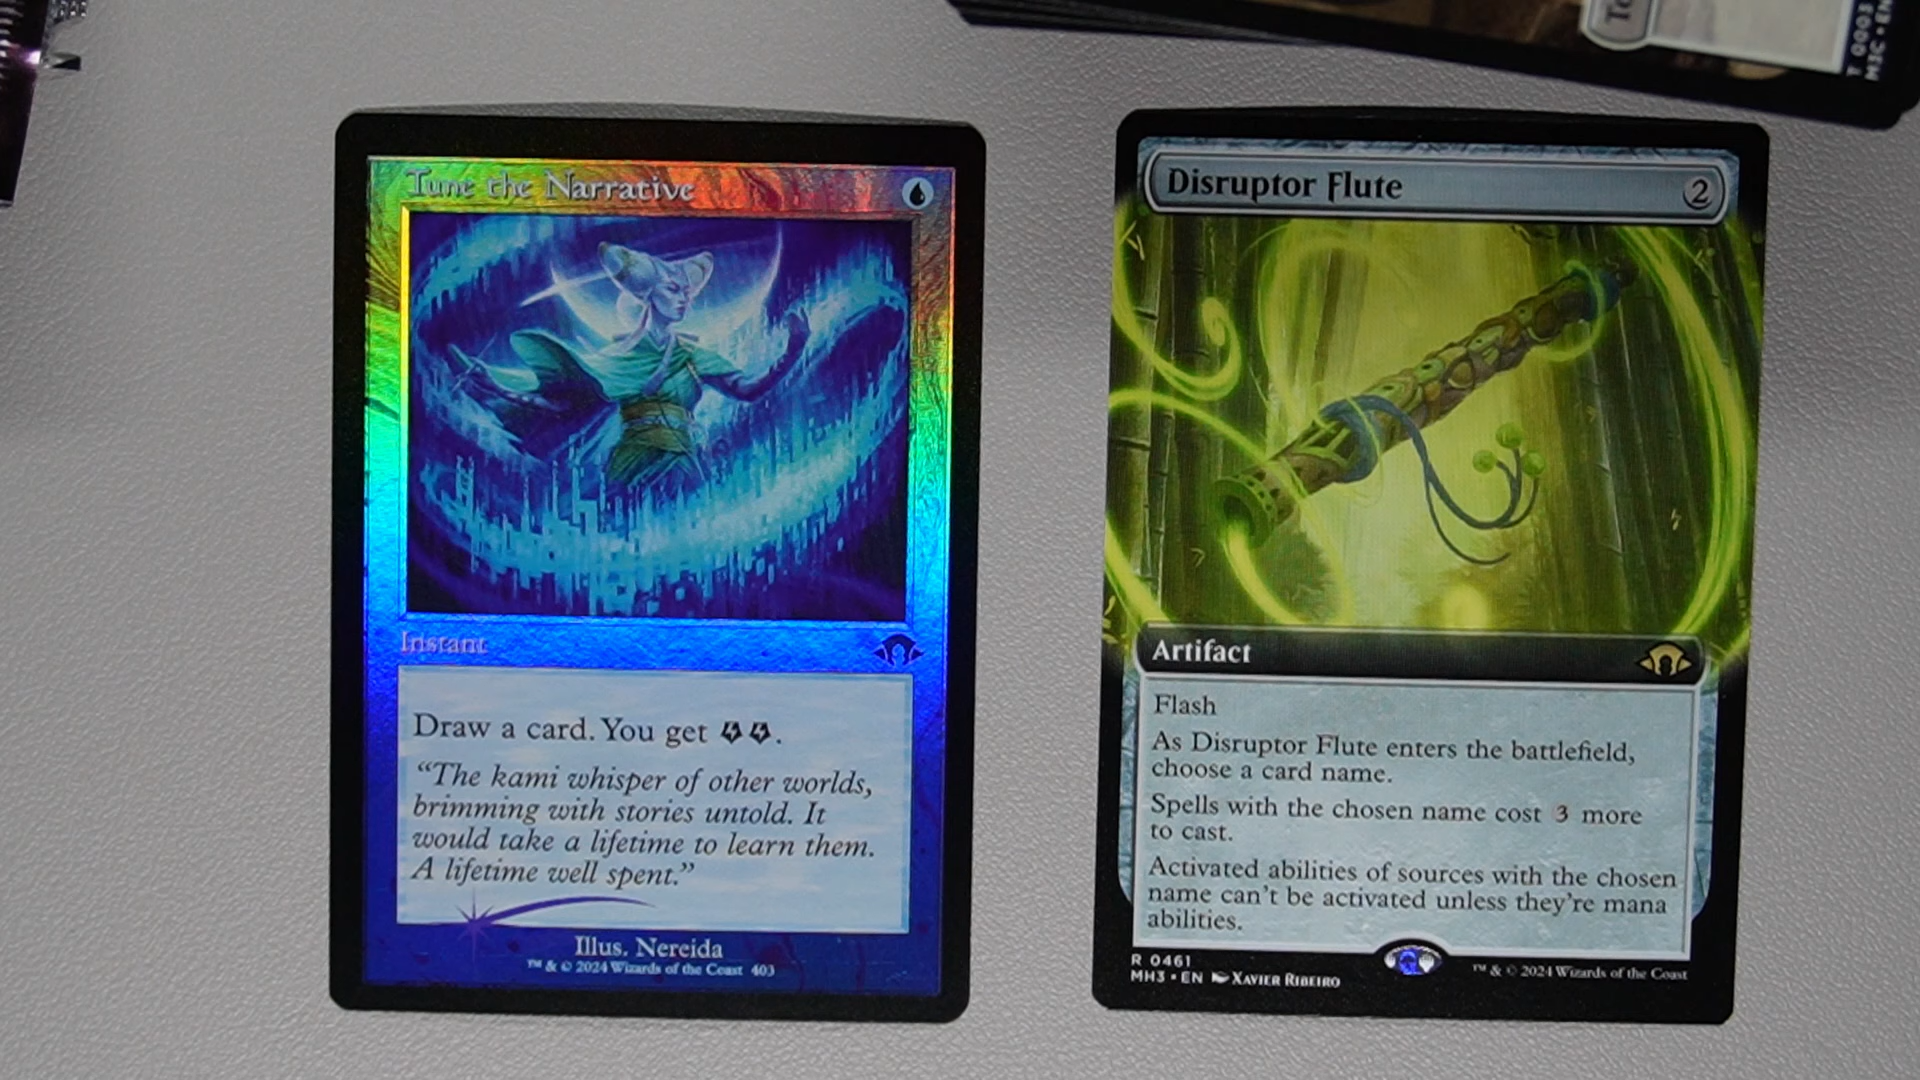 Tune the Narrative
Instant
Draw a card. You get
“The kami whisper of other worlds,
brimming with stories untold. It
would take a lifetime to learn them.
A lifetime well spent.”
Illus. Nereida
™ & © 2024 Wizards of the Coast 403
Disruptor Flute
2
Artifact
Flash
As Disruptor Flute enters the battlefield,
choose a card name.
Spells with the chosen name cost 3 more
to cast.
Activated abilities of sources with the chosen
name can't be activated unless they're mana
abilities.
R 0461
MH3 • EN XAVIER RIBEIRO
™ & © 2024 Wizards of the Coast
T 0003
M3C • EN